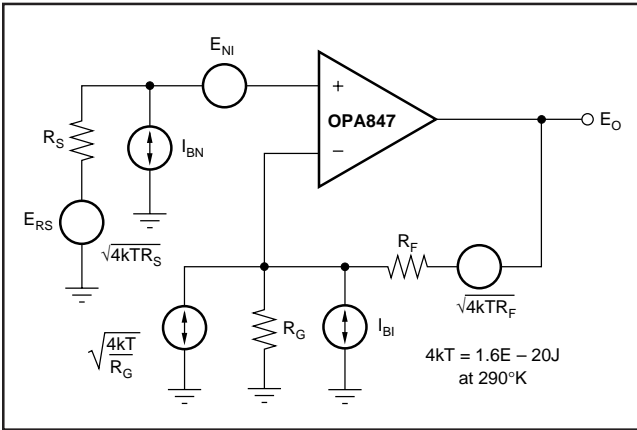 E_NI
+
OPA847
−
E_O
R_S
I_BN
E_RS
√4kTR_S
R_F
√4kTR_F
√4kT/R_G
R_G
I_BI
4kT = 1.6E – 20J
at 290°K